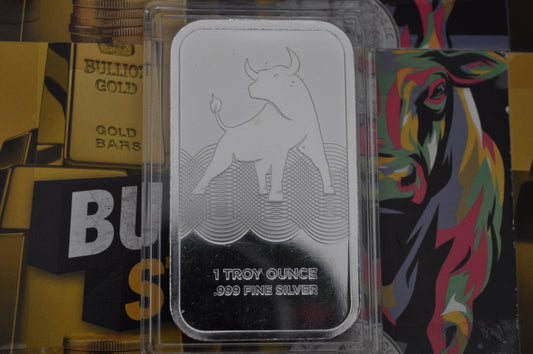 BULLION
GOLD
GOLD
BARS
BU
S
1 TROY OUNCE
.999 FINE SILVER